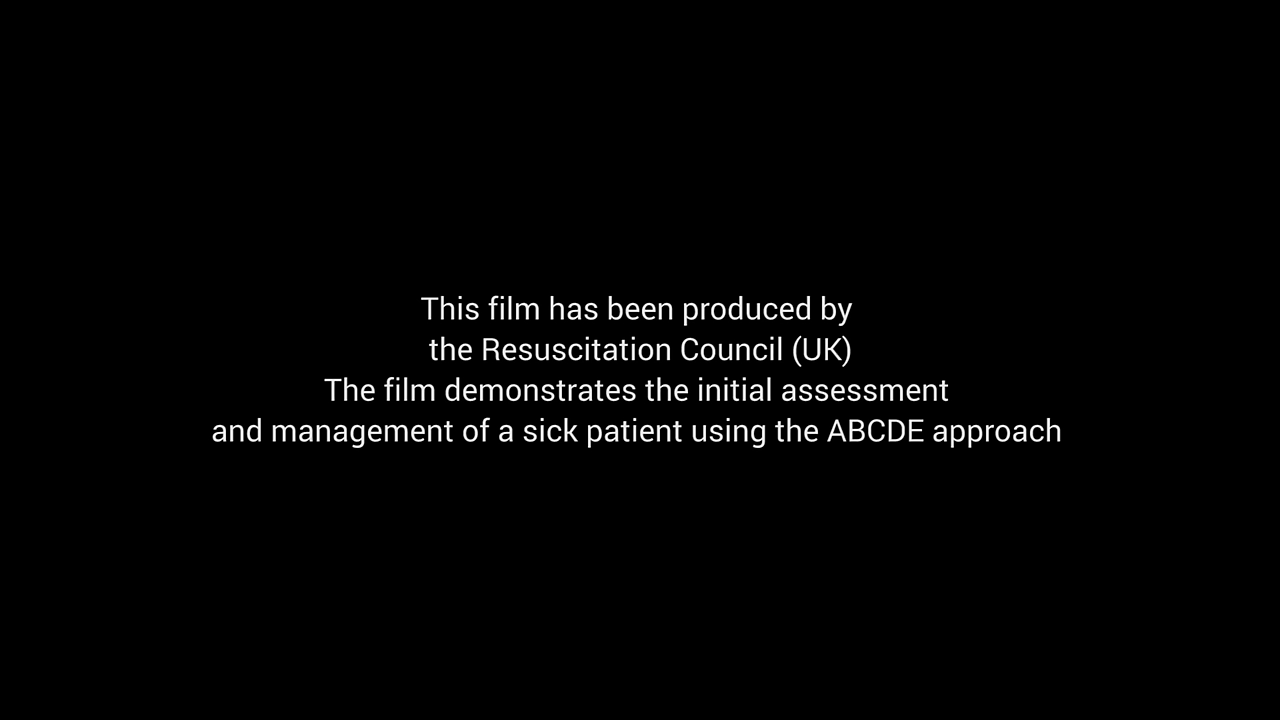 This film has been produced by
the Resuscitation Council (UK)
The film demonstrates the initial assessment
and management of a sick patient using the ABCDE approach